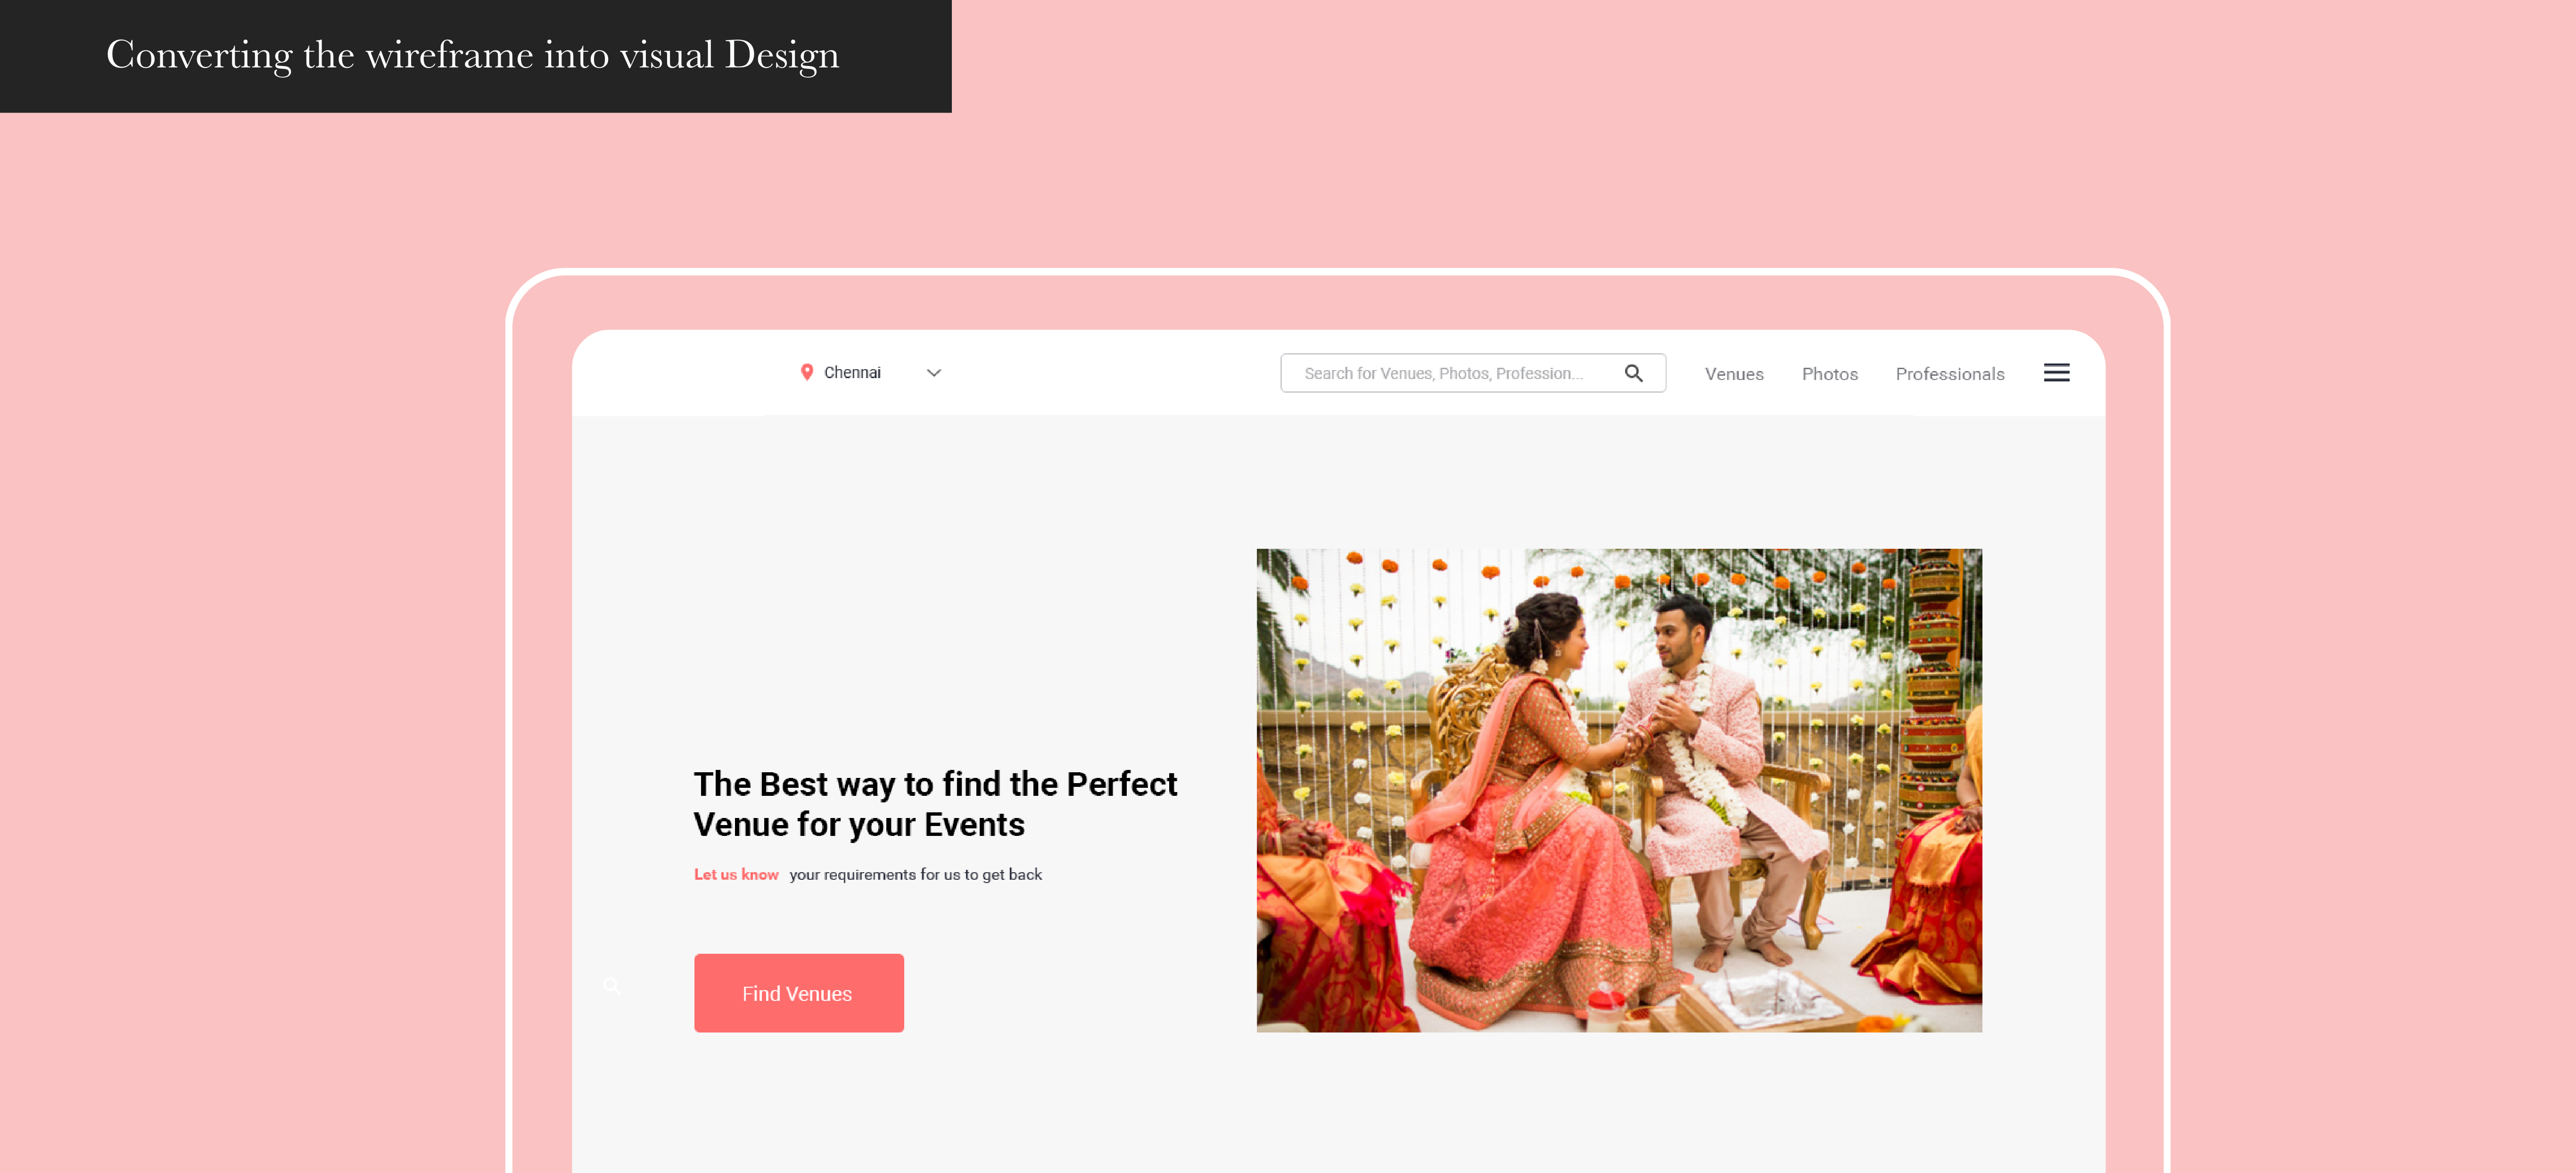 Converting the wireframe into visual Design
Chennai
Search for Venues, Photos, Profession...
Venues
Photos
Professionals
The Best way to find the Perfect
Venue for your Events
Let us know your requirements for us to get back
Find Venues